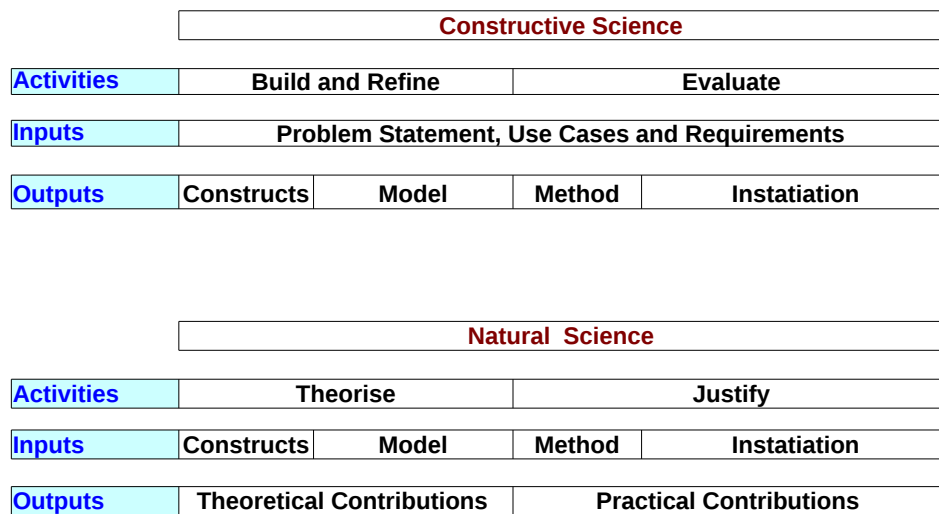 Constructive Science
Activities Build and Refine Evaluate
Inputs Problem Statement, Use Cases and Requirements
Outputs Constructs Model Method Instatiation
Natural Science
Activities Theorise Justify
Inputs Constructs Model Method Instatiation
Outputs Theoretical Contributions Practical Contributions